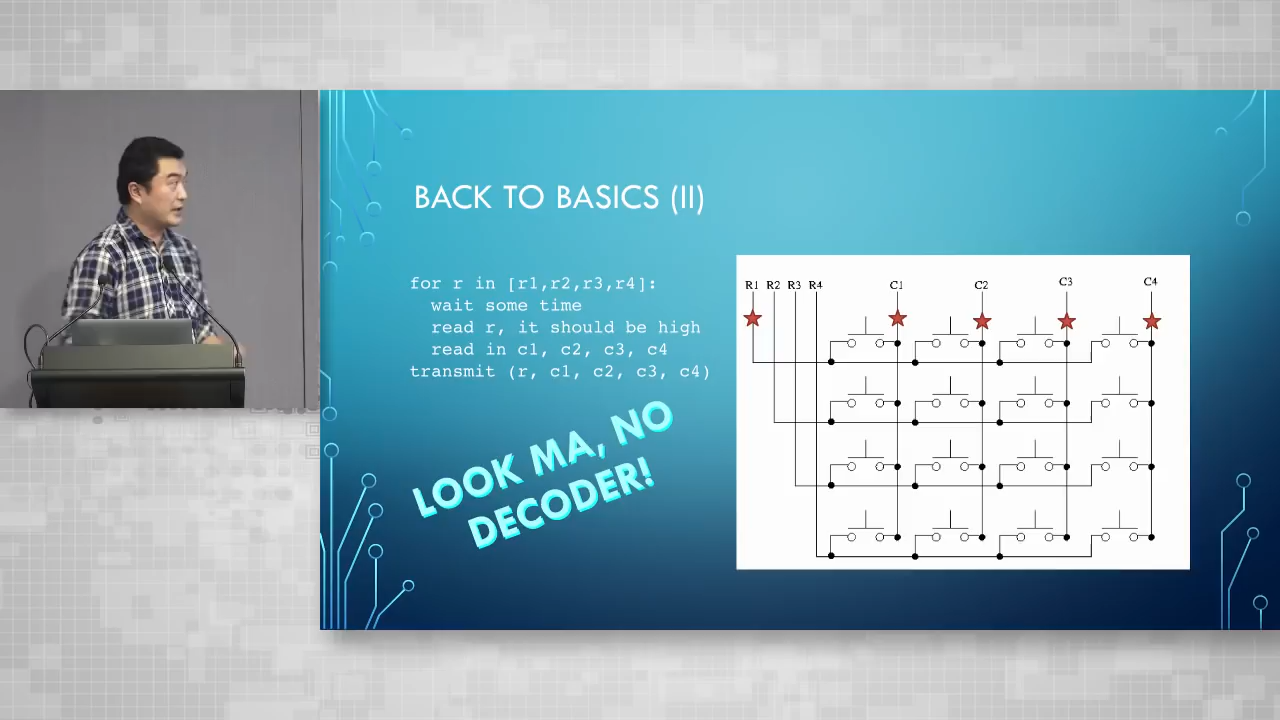 BACK TO BASICS (II)
for r in [r1,r2,r3,r4]:
wait some time
read r, it should be high
read in c1, c2, c3, c4
transmit (r, c1, c2, c3, c4)
LOOK MA, NO
DECODER!
R1 R2 R3 R4 C1 C2 C3 C4